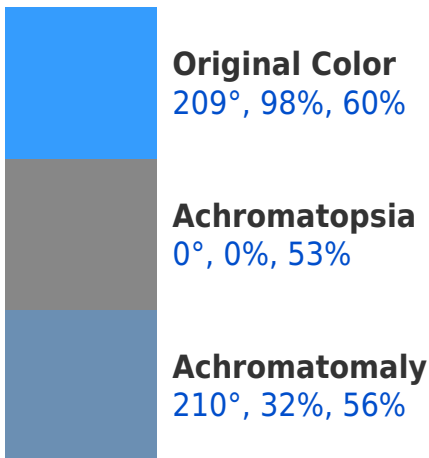 Original Color
209°, 98%, 60%
Achromatopsia
0°, 0%, 53%
Achromatomaly
210°, 32%, 56%